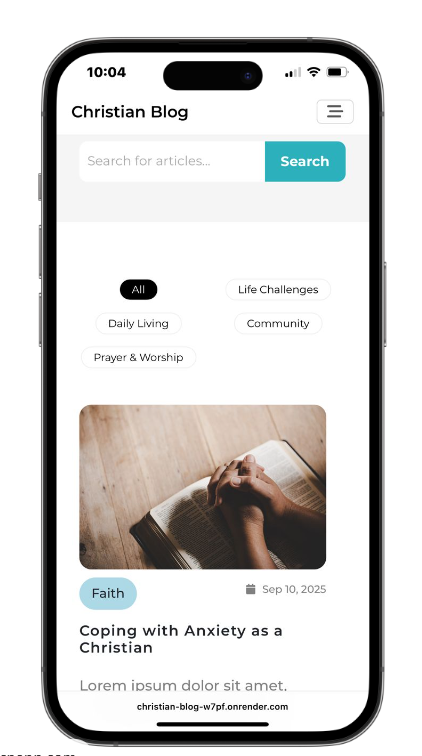 10:04
Christian Blog
Search for articles...
Search
All
Life Challenges
Daily Living
Community
Prayer & Worship
Faith
Sep 10, 2025
Coping with Anxiety as a
Christian
Lorem ipsum dolor sit amet,
christian-blog-w7pf.onrender.com